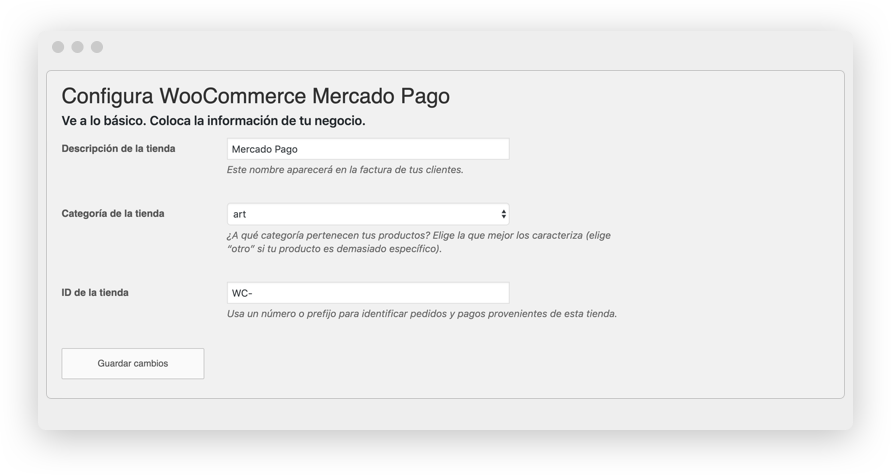 Configura WooCommerce Mercado Pago
Ve a lo básico. Coloca la información de tu negocio.
Descripción de la tienda
Mercado Pago
Este nombre aparecerá en la factura de tus clientes.
Categoría de la tienda
art
¿A qué categoría pertenecen tus productos? Elige la que mejor los caracteriza (elige
“otro” si tu producto es demasiado específico).
ID de la tienda
WC-
Usa un número o prefijo para identificar pedidos y pagos provenientes de esta tienda.
Guardar cambios